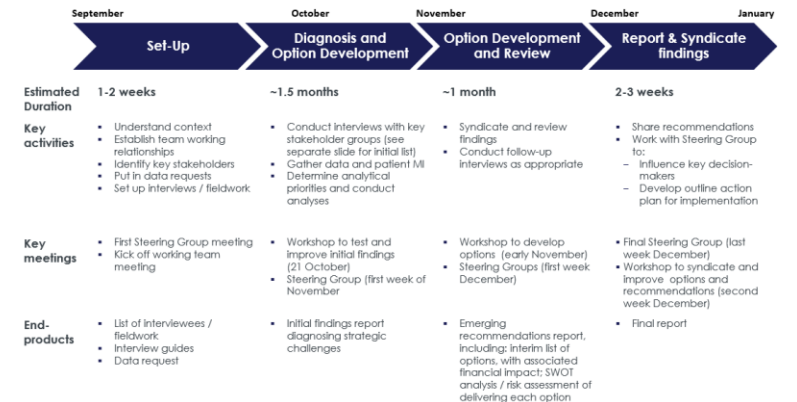 September October November December January
Set-Up
Diagnosis and
Option Development
Option Development
and Review
Report & Syndicate
findings
Estimated
Duration
1-2 weeks
~1.5 months
~1 month
2-3 weeks
Key
activities
▪ Understand context
▪ Establish team working
relationships
▪ Identify key stakeholders
▪ Put in data requests
▪ Set up interviews / fieldwork
▪ Conduct interviews with key
stakeholder groups (see
separate slide for initial list)
▪ Gather data and patient MI
▪ Determine analytical
priorities and conduct
analyses
▪ Syndicate and review
findings
▪ Conduct follow-up
interviews as appropriate
▪ Share recommendations
▪ Work with Steering Group
to:
– Influence key decision-
makers
– Develop outline action
plan for implementation
Key
meetings
▪ First Steering Group meeting
▪ Kick off working team
meeting
▪ Workshop to test and
improve initial findings
(21 October)
▪ Steering Group (first week of
November
▪ Workshop to develop
options (early November)
▪ Steering Groups (first week
December)
▪ Final Steering Group (last
week December)
▪ Workshop to syndicate and
improve options and
recommendations (second
week December)
End-
products
▪ List of interviewees /
fieldwork
▪ Interview guides
▪ Data request
▪ Initial findings report
diagnosing strategic
challenges
▪ Emerging
recommendations report,
including: interim list of
options, with associated
financial impact; SWOT
analysis / risk assessment of
delivering each option
▪ Final report